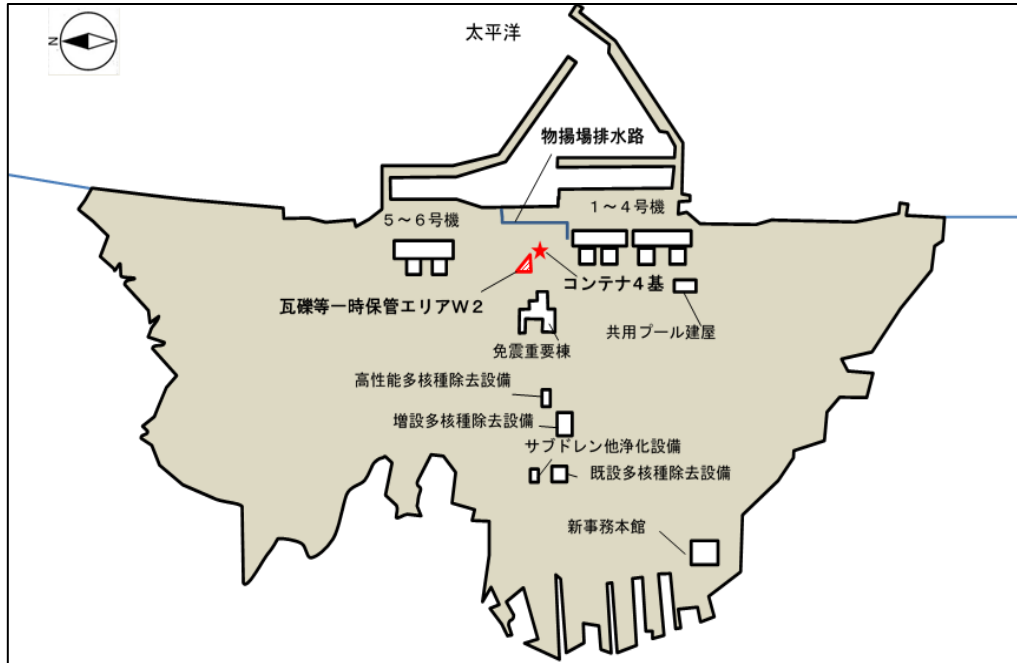 太平洋
N
物揚場排水路
1~4号機
5~6号機
コンテナ4基
瓦礫等一時保管エリアW2
共用プール建屋
免震重要棟
高性能多核種除去設備
増設多核種除去設備
サブドレン他浄化設備
既設多核種除去設備
新事務本館